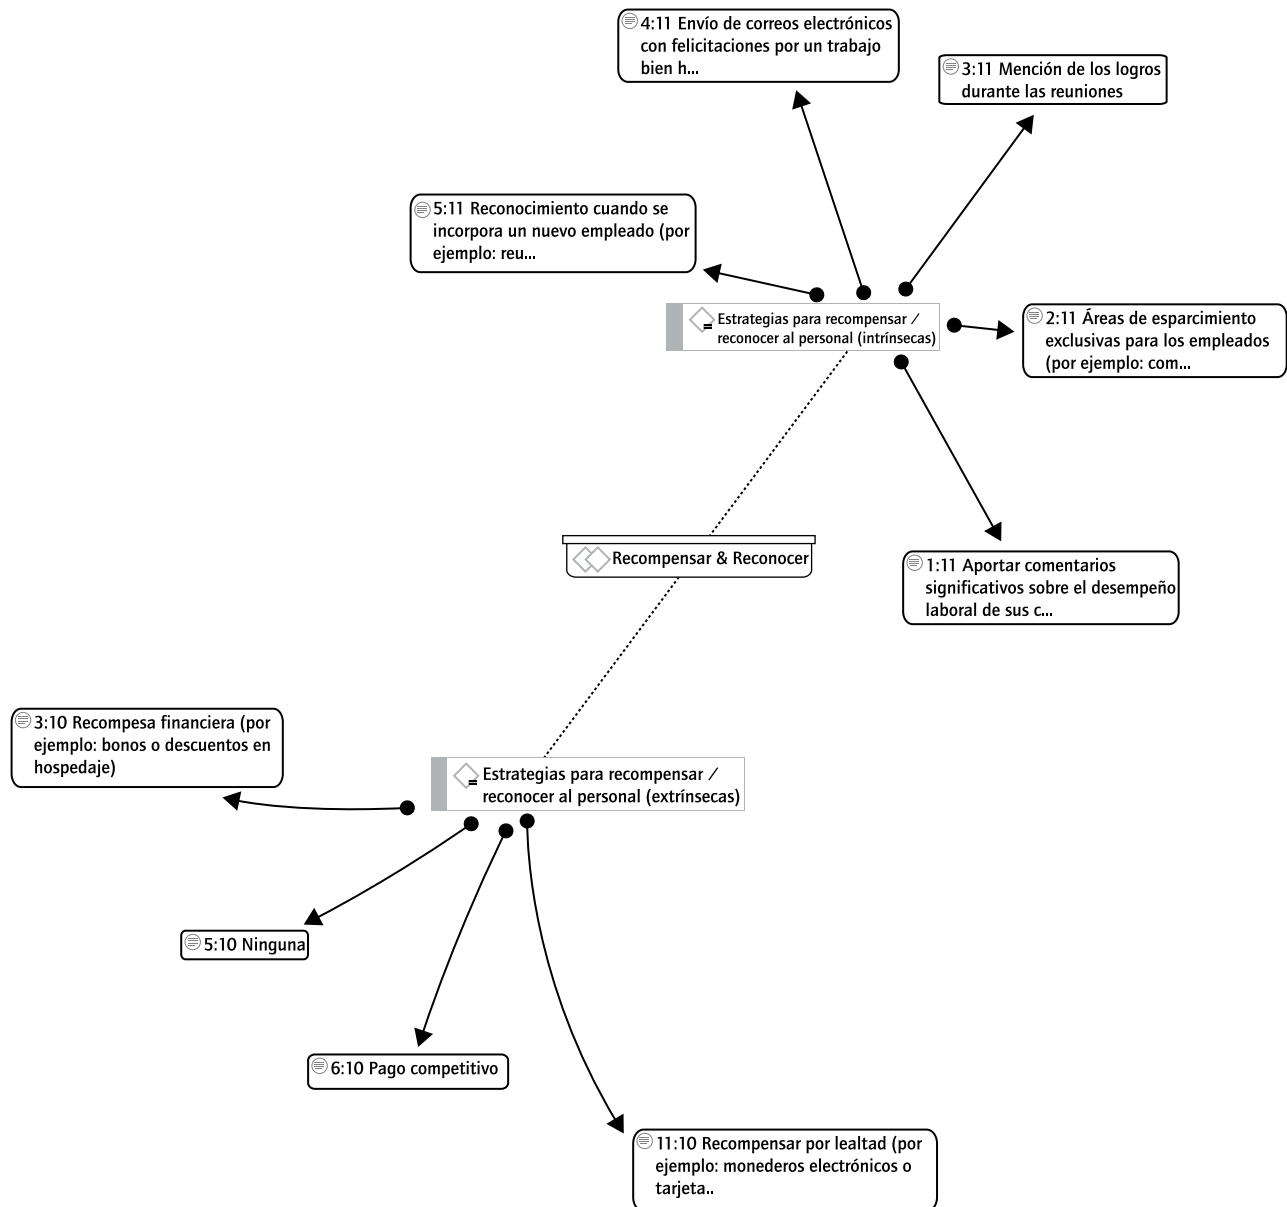 4:11 Envío de correos electrónicos
con felicitaciones por un trabajo
bien h...
3:11 Mención de los logros
durante las reuniones
5:11 Reconocimiento cuando se
incorpora un nuevo empleado (por
ejemplo: reu...
Estrategias para recompensar /
reconocer al personal (intrínsecas)
2:11 Áreas de esparcimiento
exclusivas para los empleados
(por ejemplo: com...
Recompensar & Reconocer
1:11 Aportar comentarios
significativos sobre el desempeño
laboral de sus c...
3:10 Recompesa financiera (por
ejemplo: bonos o descuentos en
hospedaje)
Estrategias para recompensar /
reconocer al personal (extrínsecas)
5:10 Ninguna
6:10 Pago competitivo
11:10 Recompensar por lealtad (por
ejemplo: monederos electrónicos o
tarjeta..